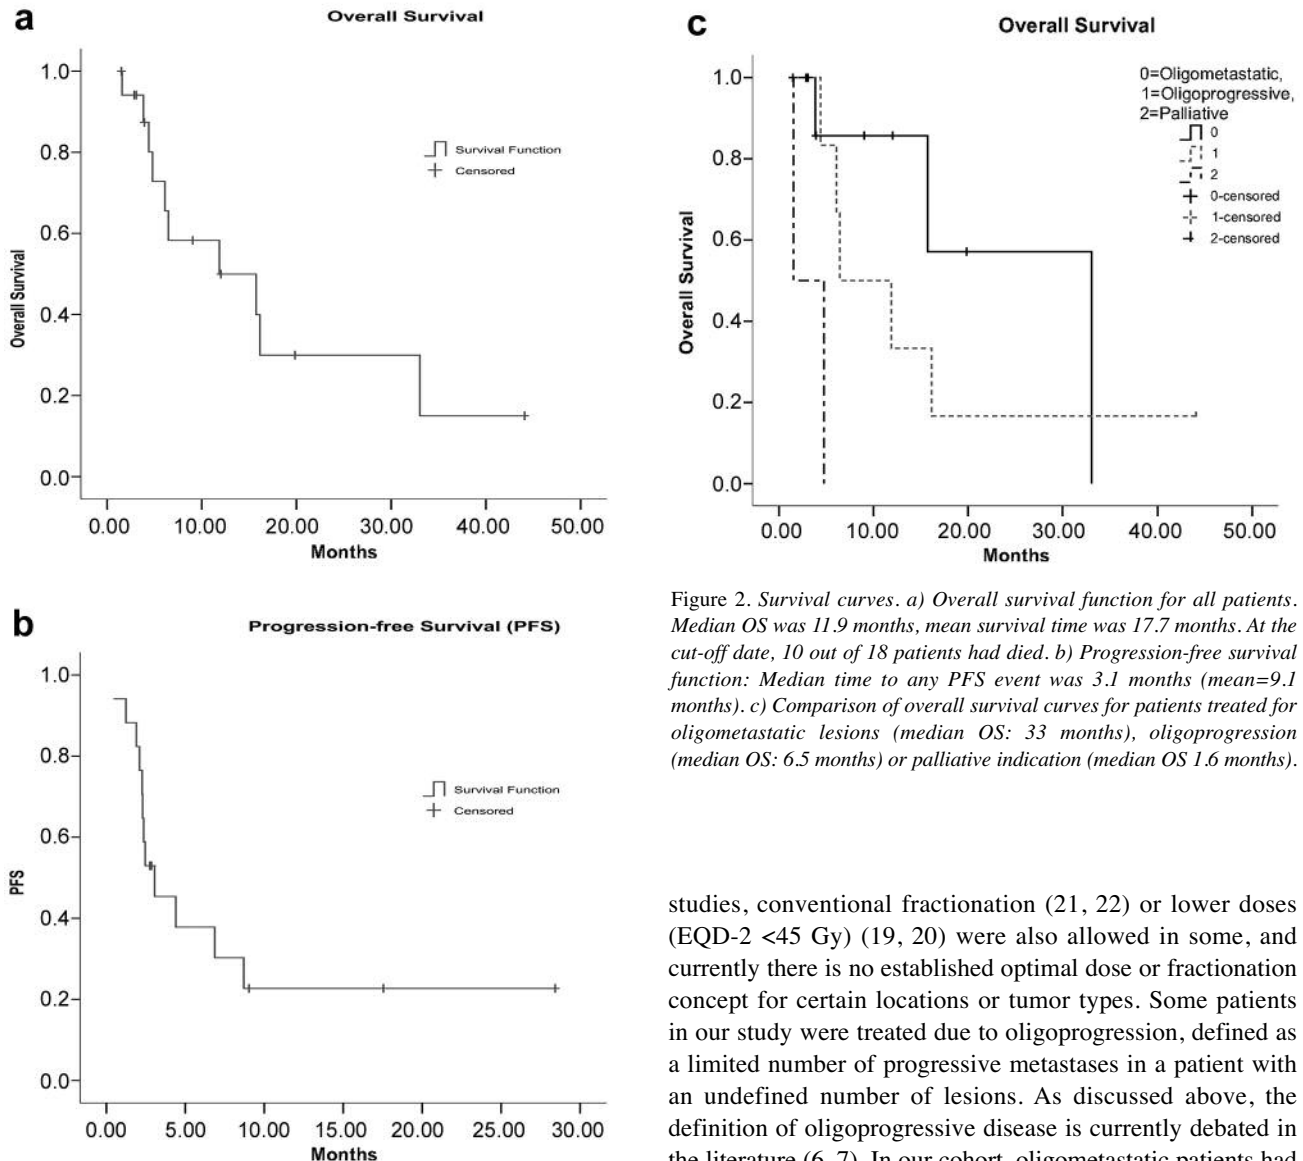 a
Overall Survival
1.0
0.8
0.6
0.4
0.2
0.0
Overall Survival
Survival Function
Censored
0.00 10.00 20.00 30.00 40.00 50.00
Months
b
Progression-free Survival (PFS)
1.0
0.8
0.6
0.4
0.2
0.0
PFS
Survival Function
Censored
0.00 5.00 10.00 15.00 20.00 25.00 30.00
Months
c
Overall Survival
1.0
0.8
0.6
0.4
0.2
0.0
Overall Survival
0=Oligometastatic,
1=Oligoprogressive,
2=Palliative
0
1
2
0-censored
1-censored
2-censored
0.00 10.00 20.00 30.00 40.00 50.00
Months
Figure 2. Survival curves. a) Overall survival function for all patients.
Median OS was 11.9 months, mean survival time was 17.7 months. At the
cut-off date, 10 out of 18 patients had died. b) Progression-free survival
function: Median time to any PFS event was 3.1 months (mean=9.1
months). c) Comparison of overall survival curves for patients treated for
oligometastatic lesions (median OS: 33 months), oligoprogression
(median OS: 6.5 months) or palliative indication (median OS 1.6 months).
studies, conventional fractionation (21, 22) or lower doses
(EQD-2 <45 Gy) (19, 20) were also allowed in some, and
currently there is no established optimal dose or fractionation
concept for certain locations or tumor types. Some patients
in our study were treated due to oligoprogression, defined as
a limited number of progressive metastases in a patient with
an undefined number of lesions. As discussed above, the
definition of oligoprogressive disease is currently debated in
the literature (6, 7). In our cohort, oligometastatic patients had